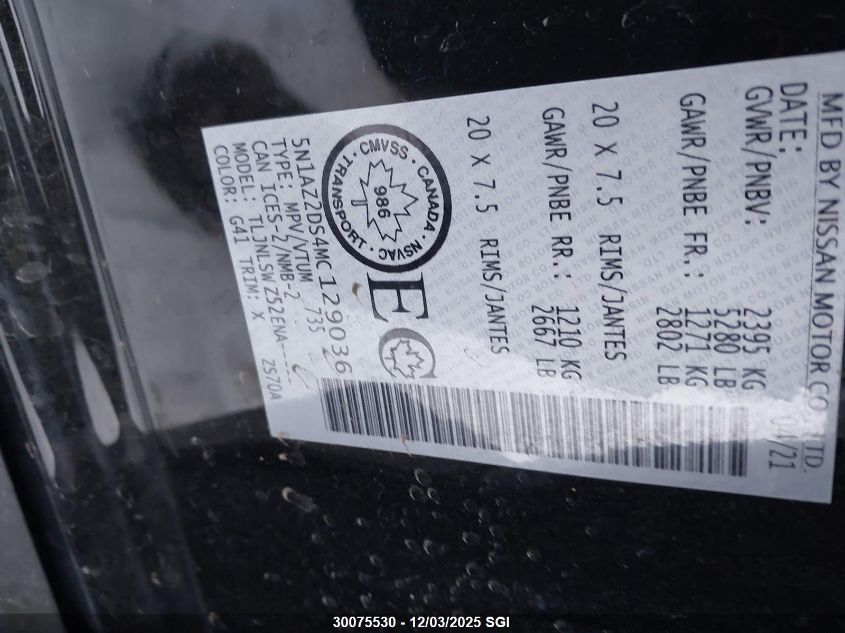 MFD BY NISSAN MOTOR CO., LTD.
DATE: 04/21
GVWR/PNBV: 2395 KG
5280 LB
GAWR/PNBE FR.: 1271 KG
2802 LB
20 X 7.5 RIMS/JANTES
GAWR/PNBE RR.: 1210 KG
2667 LB
20 X 7.5 RIMS/JANTES
CMVSS · CANADA · NSVAC · TRANSPORT
986
EC
5N1AZ2DS4MC129036
TYPE: MPV/VTUM 735
CAN ICES-2/NMB-2
MODEL: TLJNLSWZ52ENA-----
COLOR: G41 TRIM: X ZS70A
30075530 - 12/03/2025 SGI